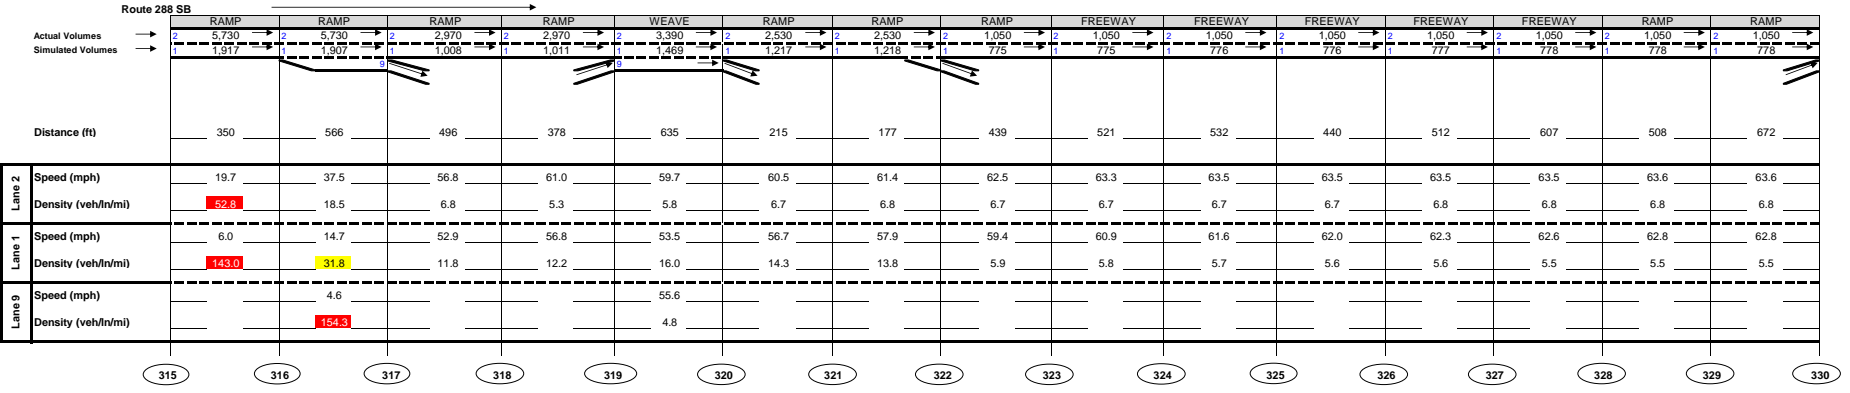 Route 288 SB
RAMP RAMP RAMP RAMP WEAVE RAMP RAMP RAMP FREEWAY FREEWAY FREEWAY FREEWAY FREEWAY RAMP RAMP
Actual Volumes 2 5,730 2 5,730 2 2,970 2 2,970 2 3,390 2 2,530 2 2,530 2 1,050 2 1,050 2 1,050 2 1,050 2 1,050 2 1,050 2 1,050 2 1,050
Simulated Volumes 1 1,917 1 1,907 1 1,008 1 1,011 1 1,469 1 1,217 1 1,218 1 775 1 775 1 776 1 776 1 777 1 778 1 778 1 778
9 9
Distance (ft) 350 566 496 378 635 215 177 439 521 532 440 512 607 508 672
Lane 2
Speed (mph) 19.7 37.5 56.8 61.0 59.7 60.5 61.4 62.5 63.3 63.5 63.5 63.5 63.5 63.6 63.6
Density (veh/ln/mi) 52.8 18.5 6.8 5.3 5.8 6.7 6.8 6.7 6.7 6.7 6.7 6.8 6.8 6.8 6.8
Lane 1
Speed (mph) 6.0 14.7 52.9 56.8 53.5 56.7 57.9 59.4 60.9 61.6 62.0 62.3 62.6 62.8 62.8
Density (veh/ln/mi) 143.0 31.8 11.8 12.2 16.0 14.3 13.8 5.9 5.8 5.7 5.6 5.6 5.5 5.5 5.5
Lane 9
Speed (mph) 4.6 55.6
Density (veh/ln/mi) 154.3 4.8
315 316 317 318 319 320 321 322 323 324 325 326 327 328 329 330